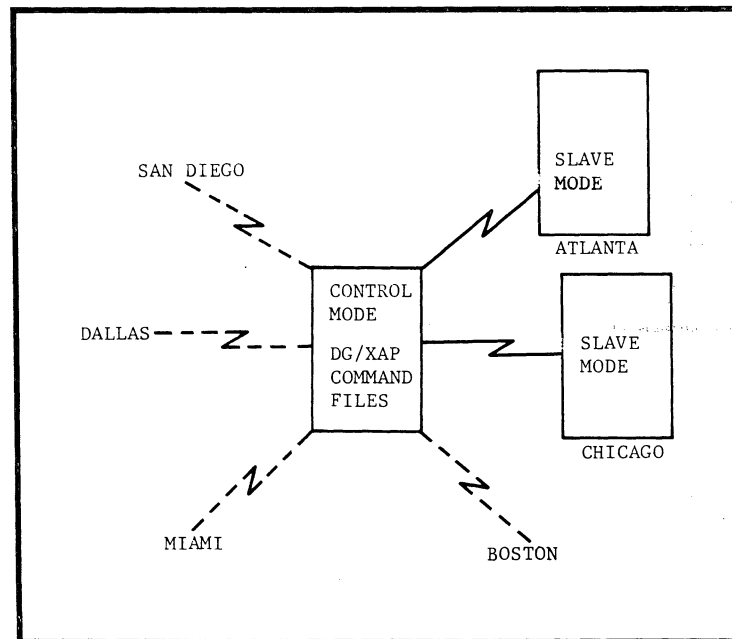 SAN DIEGO
DALLAS
MIAMI
CONTROL
MODE
DG/XAP
COMMAND
FILES
SLAVE
MODE
ATLANTA
SLAVE
MODE
CHICAGO
BOSTON